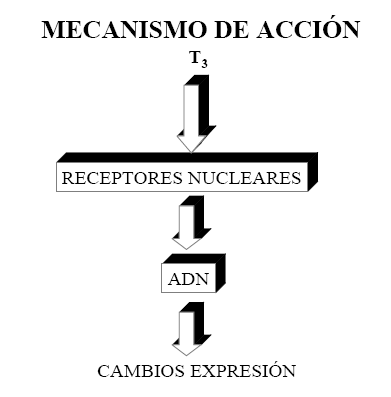 MECANISMO DE ACCIÓN
T3
RECEPTORES NUCLEARES
ADN
CAMBIOS EXPRESIÓN